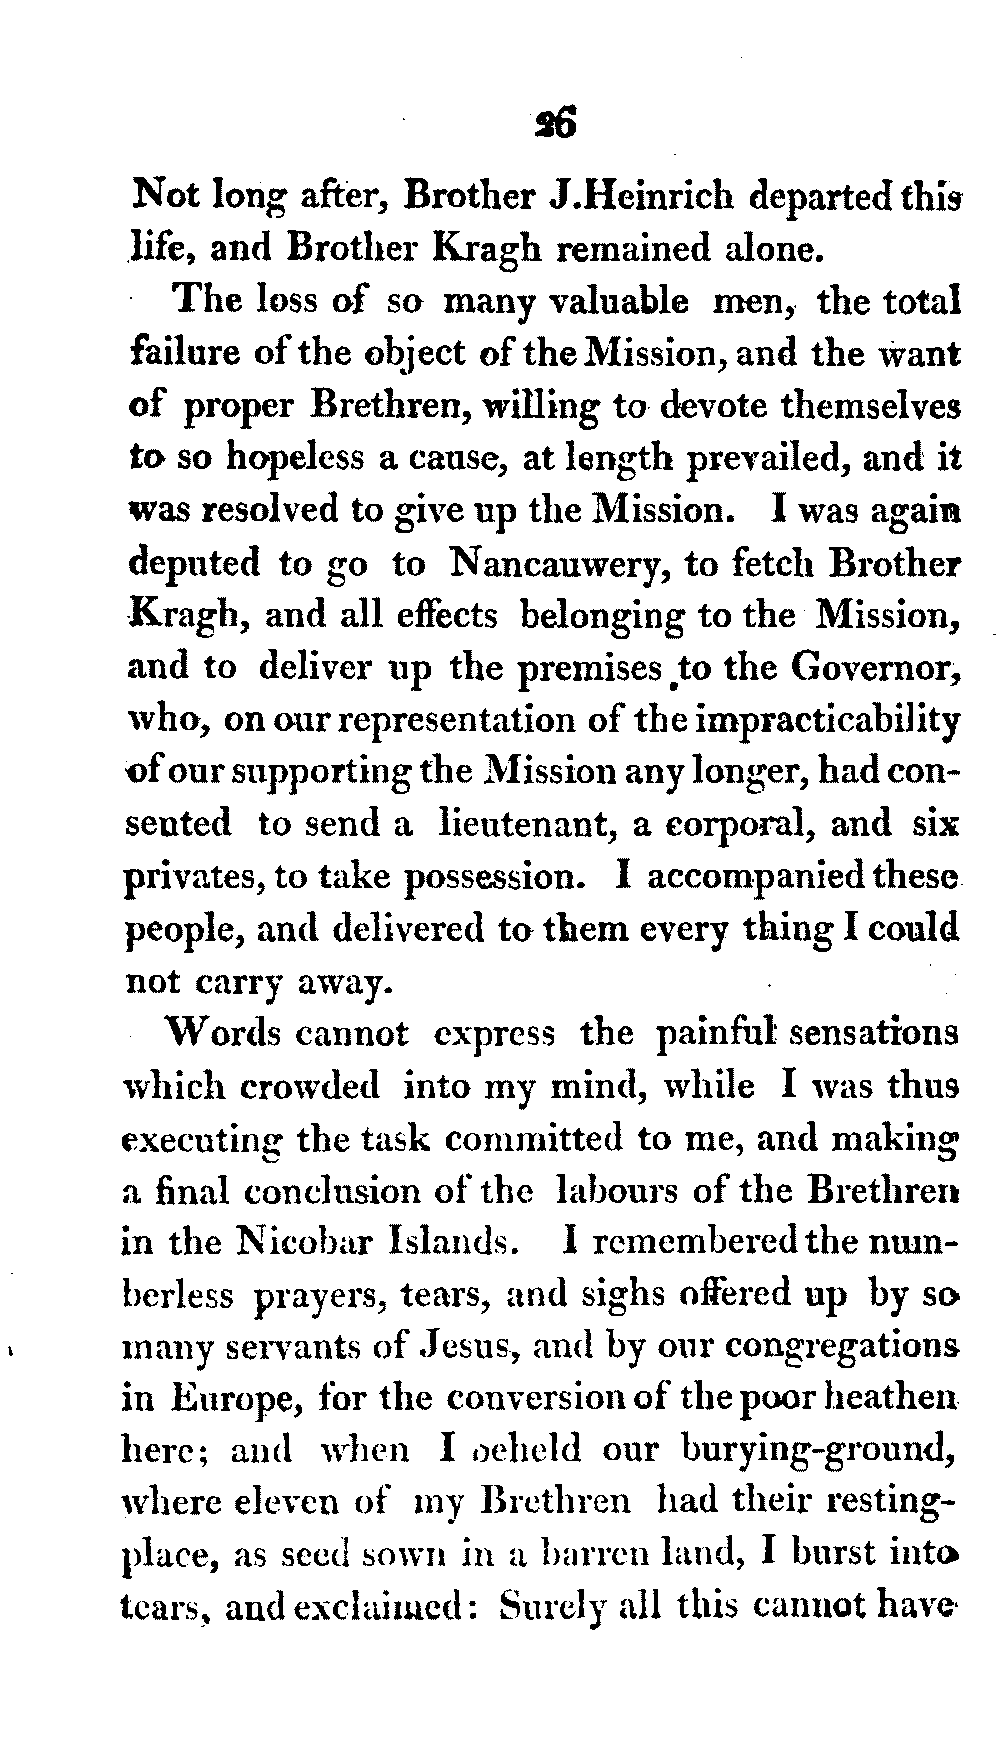 26
Not long after, Brother J.Heinrich departed this
life, and Brother Kragh remained alone.
The loss of so many valuable men, the total
failure of the object of the Mission, and the want
of proper Brethren, willing to devote themselves
to so hopeless a cause, at length prevailed, and it
was resolved to give up the Mission. I was again
deputed to go to Nancauwery, to fetch Brother
Kragh, and all effects belonging to the Mission,
and to deliver up the premises to the Governor,
who, on our representation of the impracticability
of our supporting the Mission any longer, had con-
sented to send a lieutenant, a corporal, and six
privates, to take possession. I accompanied these
people, and delivered to them every thing I could
not carry away.
Words cannot express the painful sensations
which crowded into my mind, while I was thus
executing the task committed to me, and making
a final conclusion of the labours of the Brethren
in the Nicobar Islands. I remembered the num-
berless prayers, tears, and sighs offered up by so
many servants of Jesus, and by our congregations
in Europe, for the conversion of the poor heathen
here; and when I beheld our burying-ground,
where eleven of my Brethren had their resting-
place, as seed sown in a barren land, I burst into
tears, and exclaimed: Surely all this cannot have